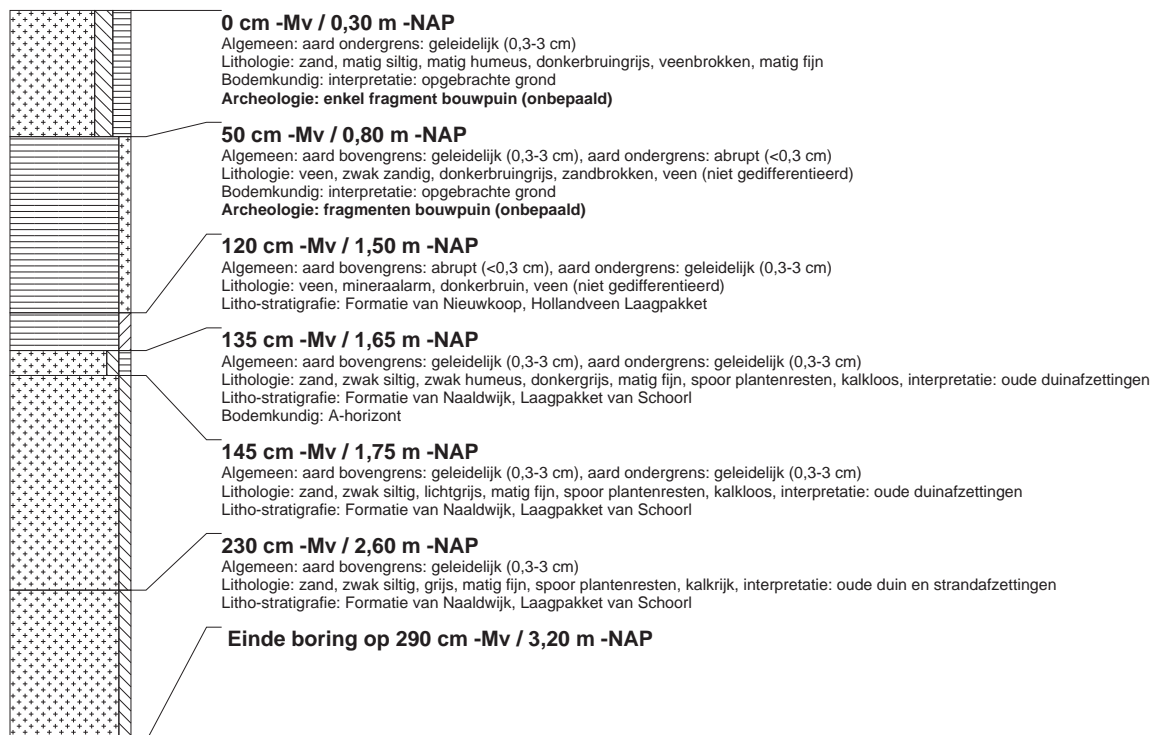 0 cm -Mv / 0,30 m -NAP
Algemeen: aard ondergrens: geleidelijk (0,3-3 cm)
Lithologie: zand, matig siltig, matig humeus, donkerbruingrijs, veenbrokken, matig fijn
Bodemkundig: interpretatie: opgebrachte grond
Archeologie: enkel fragment bouwpuin (onbepaald)
50 cm -Mv / 0,80 m -NAP
Algemeen: aard bovengrens: geleidelijk (0,3-3 cm), aard ondergrens: abrupt (<0,3 cm)
Lithologie: veen, zwak zandig, donkerbruingrijs, zandbrokken, veen (niet gedifferentieerd)
Bodemkundig: interpretatie: opgebrachte grond
Archeologie: fragmenten bouwpuin (onbepaald)
120 cm -Mv / 1,50 m -NAP
Algemeen: aard bovengrens: abrupt (<0,3 cm), aard ondergrens: geleidelijk (0,3-3 cm)
Lithologie: veen, mineraalarm, donkerbruin, veen (niet gedifferentieerd)
Litho-stratigrafie: Formatie van Nieuwkoop, Hollandveen Laagpakket
135 cm -Mv / 1,65 m -NAP
Algemeen: aard bovengrens: geleidelijk (0,3-3 cm), aard ondergrens: geleidelijk (0,3-3 cm)
Lithologie: zand, zwak siltig, zwak humeus, donkergrijs, matig fijn, spoor plantenresten, kalkloos, interpretatie: oude duinafzettingen
Litho-stratigrafie: Formatie van Naaldwijk, Laagpakket van Schoorl
Bodemkundig: A-horizont
145 cm -Mv / 1,75 m -NAP
Algemeen: aard bovengrens: geleidelijk (0,3-3 cm), aard ondergrens: geleidelijk (0,3-3 cm)
Lithologie: zand, zwak siltig, lichtgrijs, matig fijn, spoor plantenresten, kalkloos, interpretatie: oude duinafzettingen
Litho-stratigrafie: Formatie van Naaldwijk, Laagpakket van Schoorl
230 cm -Mv / 2,60 m -NAP
Algemeen: aard bovengrens: geleidelijk (0,3-3 cm)
Lithologie: zand, zwak siltig, grijs, matig fijn, spoor plantenresten, kalkrijk, interpretatie: oude duin en strandafzettingen
Litho-stratigrafie: Formatie van Naaldwijk, Laagpakket van Schoorl
Einde boring op 290 cm -Mv / 3,20 m -NAP